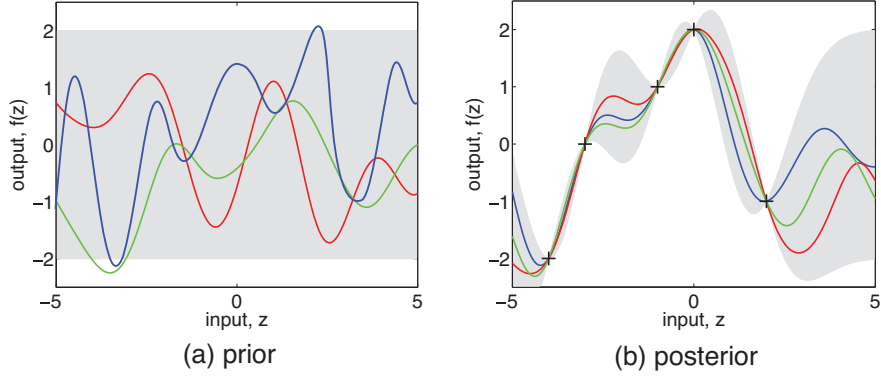 output, f(z)
2
1
0
−1
−2
−5
0
5
input, z
(a) prior
output, f(z)
2
1
0
−1
−2
−5
0
5
input, z
(b) posterior